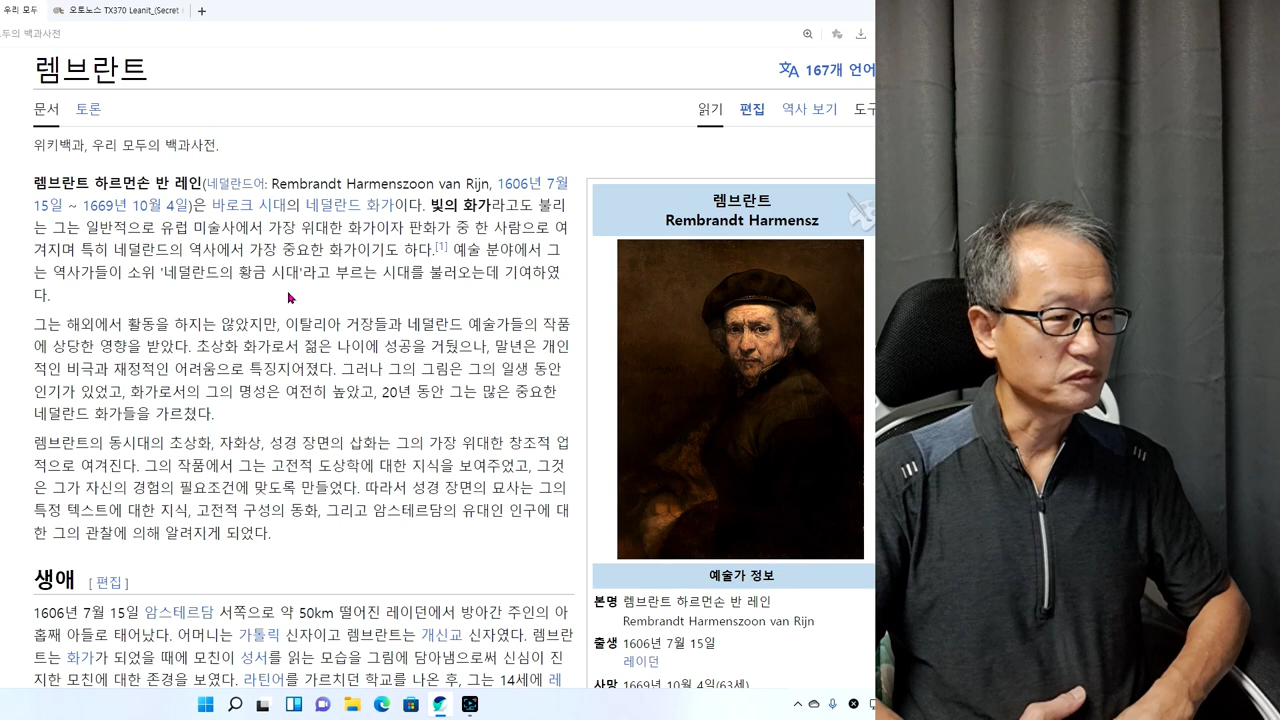 우리 모두
오토노스 TX370 Leanit_(Secret
모두의 백과사전
렘브란트
167개 언어
문서 토론
읽기 편집 역사 보기 도구
위키백과, 우리 모두의 백과사전.
렘브란트 하르먼손 반 레인(네덜란드어: Rembrandt Harmenszoon van Rijn, 1606년 7월
15일 ~ 1669년 10월 4일)은 바로크 시대의 네덜란드 화가이다. 빛의 화가라고도 불리
는 그는 일반적으로 유럽 미술사에서 가장 위대한 화가이자 판화가 중 한 사람으로 여
겨지며 특히 네덜란드의 역사에서 가장 중요한 화가이기도 하다.[1] 예술 분야에서 그
는 역사가들이 소위 '네덜란드의 황금 시대'라고 부르는 시대를 불러오는데 기여하였
다.
그는 해외에서 활동을 하지는 않았지만, 이탈리아 거장들과 네덜란드 예술가들의 작품
에 상당한 영향을 받았다. 초상화 화가로서 젊은 나이에 성공을 거뒀으나, 말년은 개인
적인 비극과 재정적인 어려움으로 특징지어졌다. 그러나 그의 그림은 그의 일생 동안
인기가 있었고, 화가로서의 그의 명성은 여전히 높았고, 20년 동안 그는 많은 중요한
네덜란드 화가들을 가르쳤다.
렘브란트의 동시대의 초상화, 자화상, 성경 장면의 삽화는 그의 가장 위대한 창조적 업
적으로 여겨진다. 그의 작품에서 그는 고전적 도상학에 대한 지식을 보여주었고, 그것
은 그가 자신의 경험의 필요조건에 맞도록 만들었다. 따라서 성경 장면의 묘사는 그의
특정 텍스트에 대한 지식, 고전적 구성의 동화, 그리고 암스테르담의 유대인 인구에 대
한 그의 관찰에 의해 알려지게 되었다.
생애 [ 편집 ]
1606년 7월 15일 암스테르담 서쪽으로 약 50km 떨어진 레이던에서 방아간 주인의 아
홉째 아들로 태어났다. 어머니는 가톨릭 신자이고 렘브란트는 개신교 신자였다. 렘브란
트는 화가가 되었을 때에 모친이 성서를 읽는 모습을 그림에 담아냄으로써 신심이 진
지한 모친에 대한 존경을 보였다. 라틴어를 가르치던 학교를 나온 후, 그는 14세에 레
렘브란트
Rembrandt Harmensz
예술가 정보
본명 렘브란트 하르먼손 반 레인
Rembrandt Harmenszoon van Rijn
출생 1606년 7월 15일
레이던
사망 1669년 10월 4일(63세)